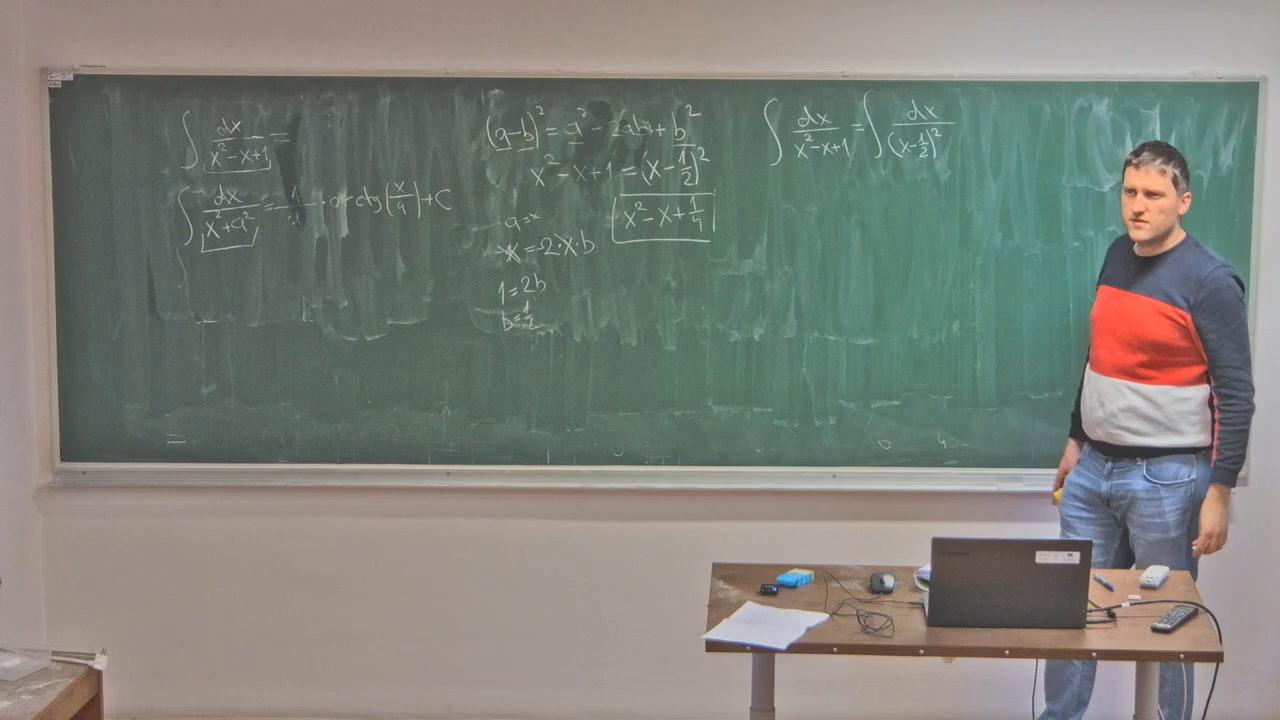 ∫ dx/(x²-x+1) =
∫ dx/(x²+a²) = 1/a · arctg(x/a) + C
∫
(a-b)² = a² - 2ab + b²
x² - x + 1 = (x - 1/2)²
x² - x + 1/4
a = x
-x = -2·x·b
1 = 2b
b = 1/2
∫ dx/(x²-x+1) = ∫ dx/(x-1/2)²